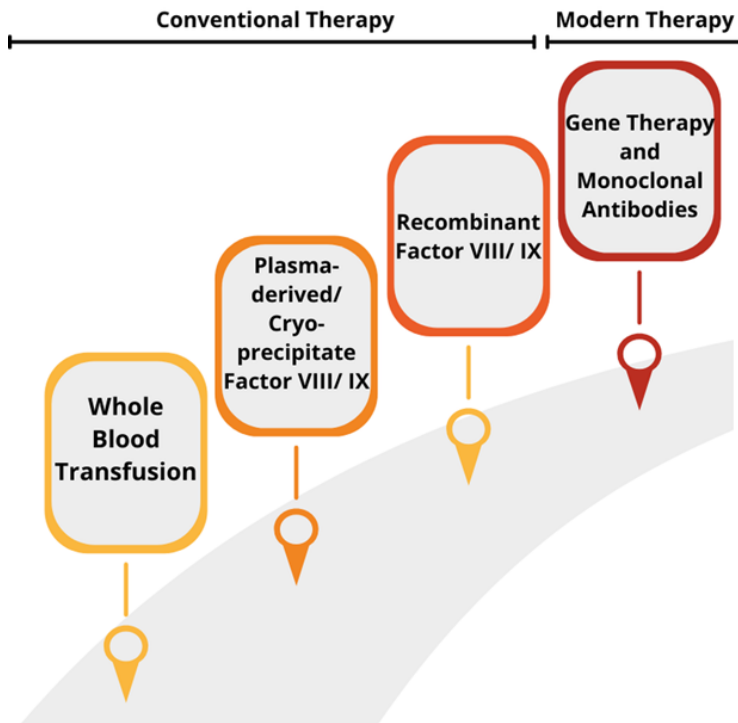 Conventional Therapy
Modern Therapy
Gene Therapy
and
Monoclonal
Antibodies
Recombinant
Factor VIII/ IX
Plasma-
derived/
Cryo-
precipitate
Factor VIII/ IX
Whole
Blood
Transfusion